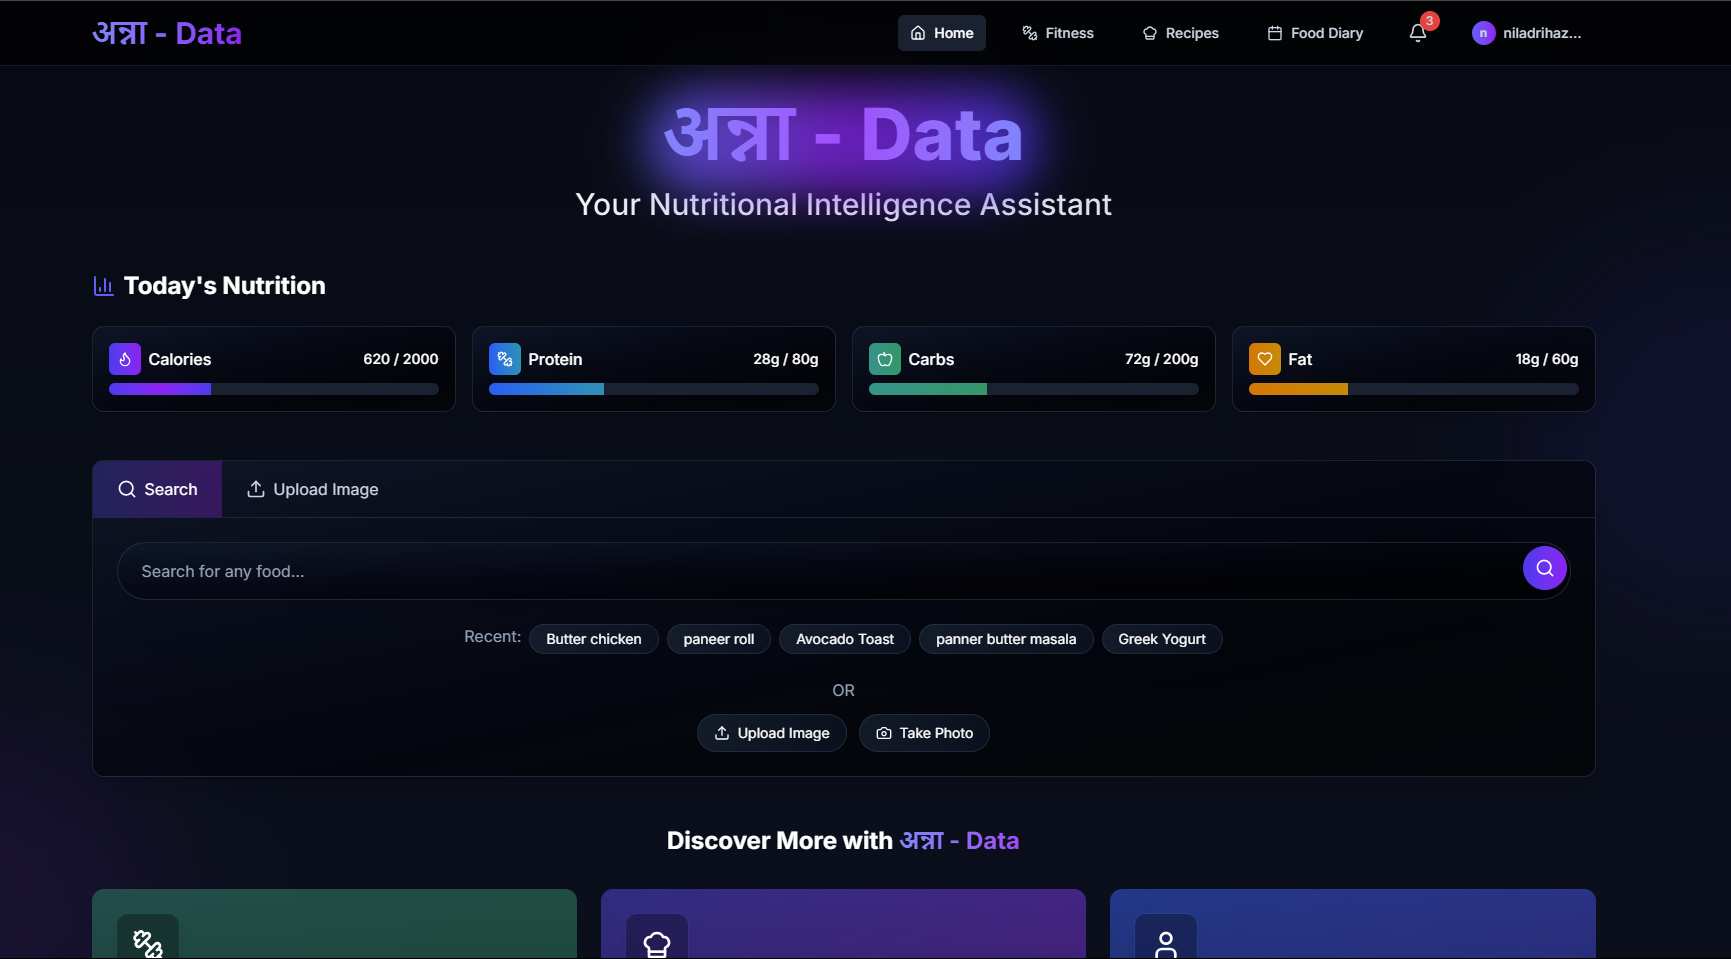 अन्ना - Data
Home
Fitness
Recipes
Food Diary
3
n
niladrihaz...
अन्ना - Data
Your Nutritional Intelligence Assistant
Today's Nutrition
Calories 620 / 2000
Protein 28g / 80g
Carbs 72g / 200g
Fat 18g / 60g
Search
Upload Image
Search for any food...
Recent: Butter chicken paneer roll Avocado Toast panner butter masala Greek Yogurt
OR
Upload Image
Take Photo
Discover More with अन्ना - Data